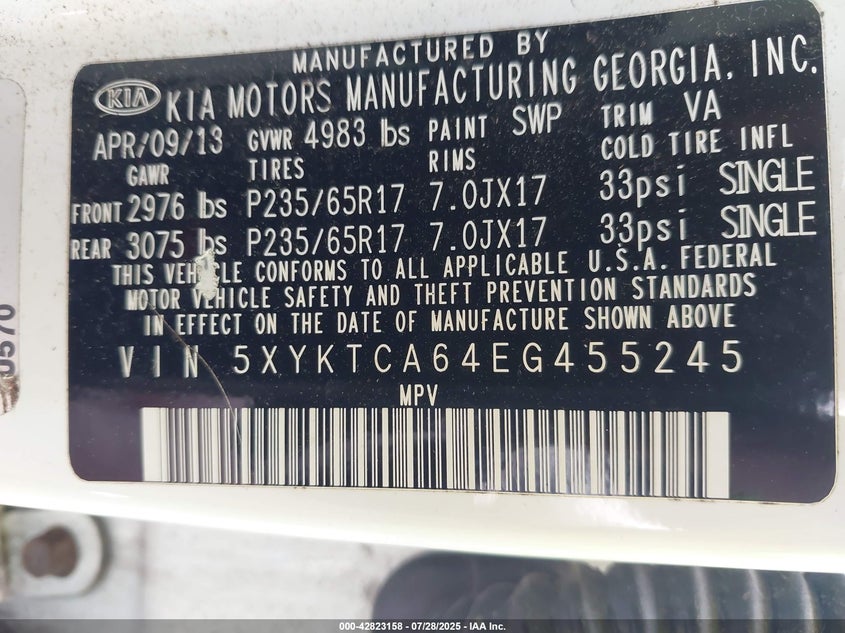 MANUFACTURED BY
KIA KIA MOTORS MANUFACTURING GEORGIA, INC.
APR/09/13 GVWR 4983 lbs PAINT SWP TRIM VA
GAWR TIRES RIMS COLD TIRE INFL
FRONT 2976 lbs P235/65R17 7.0JX17 33psi SINGLE
REAR 3075 lbs P235/65R17 7.0JX17 33psi SINGLE
THIS VEHICLE CONFORMS TO ALL APPLICABLE U.S.A. FEDERAL
MOTOR VEHICLE SAFETY AND THEFT PREVENTION STANDARDS
IN EFFECT ON THE DATE OF MANUFACTURE SHOWN ABOVE
VIN 5XYKTCA64EG455245
MPV
0570
000-42823158 | 07/28/2025 - IAA Inc.